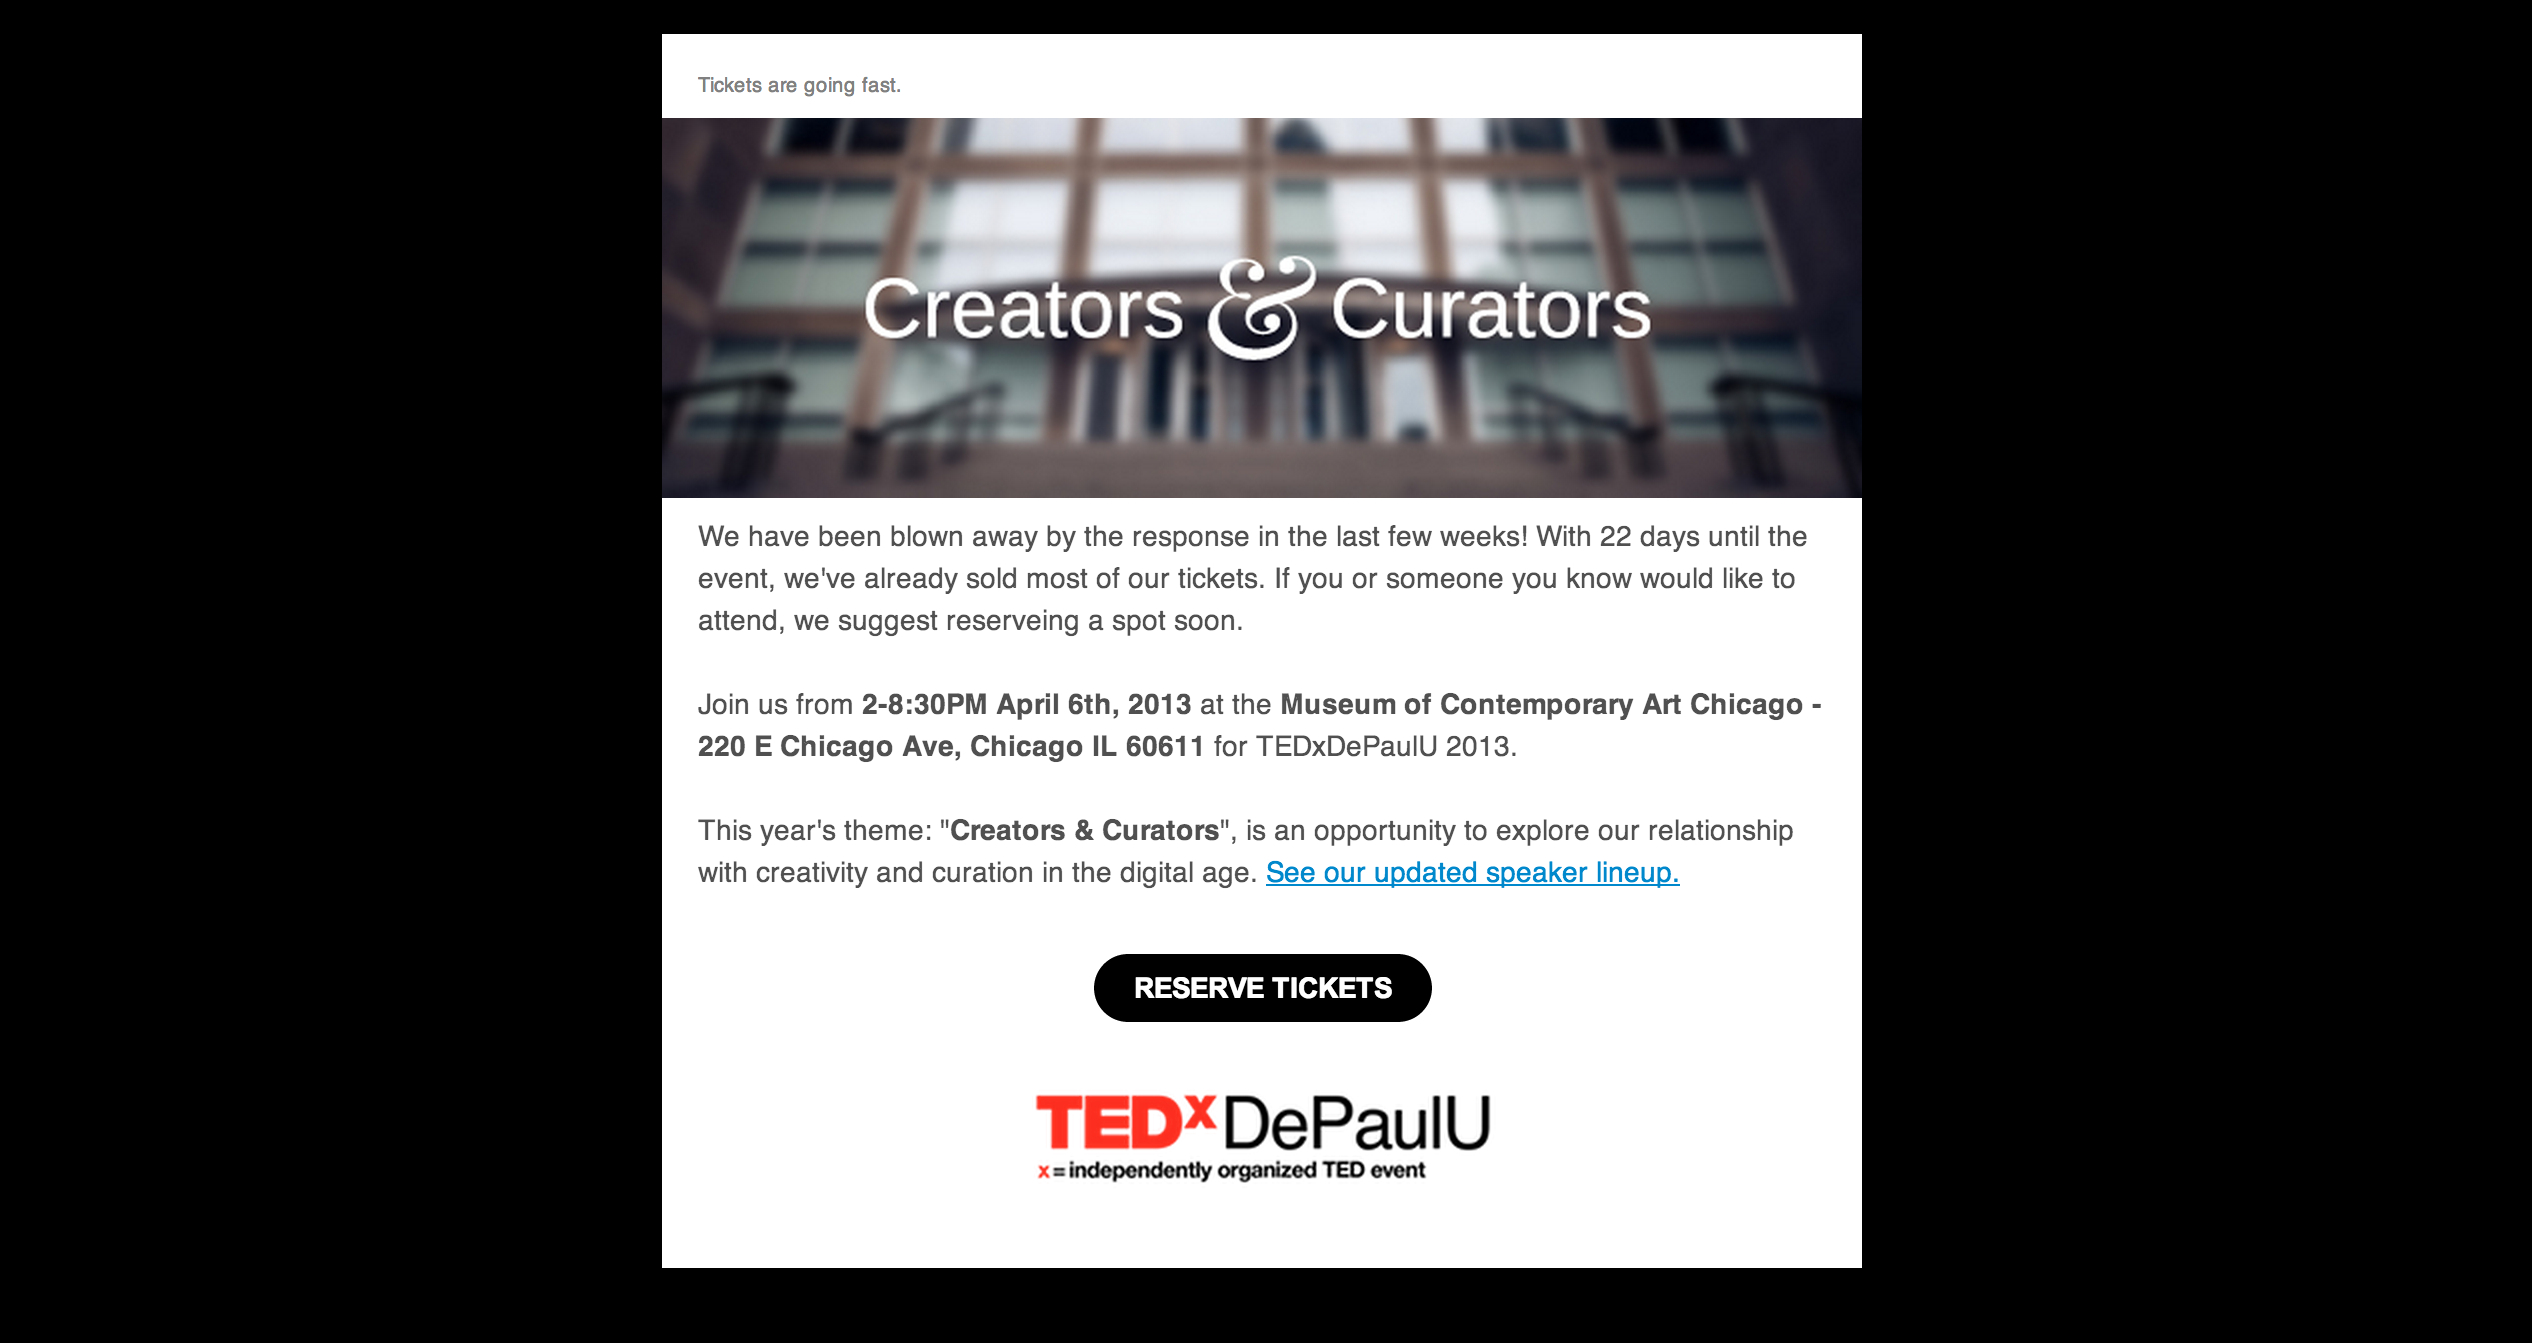 Tickets are going fast.
Creators & Curators
We have been blown away by the response in the last few weeks! With 22 days until the
event, we've already sold most of our tickets. If you or someone you know would like to
attend, we suggest reserveing a spot soon.
Join us from 2-8:30PM April 6th, 2013 at the Museum of Contemporary Art Chicago -
220 E Chicago Ave, Chicago IL 60611 for TEDxDePaulU 2013.
This year's theme: "Creators & Curators", is an opportunity to explore our relationship
with creativity and curation in the digital age. See our updated speaker lineup.
RESERVE TICKETS
TEDxDePaulU
x = independently organized TED event